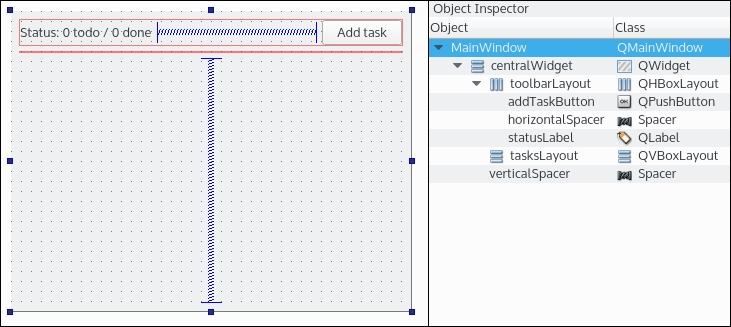 Status: 0 todo / 0 done
Add task
Object Inspector
Object Class
MainWindow QMainWindow
centralWidget QWidget
toolbarLayout QHBoxLayout
addTaskButton QPushButton
horizontalSpacer Spacer
statusLabel QLabel
tasksLayout QVBoxLayout
verticalSpacer Spacer